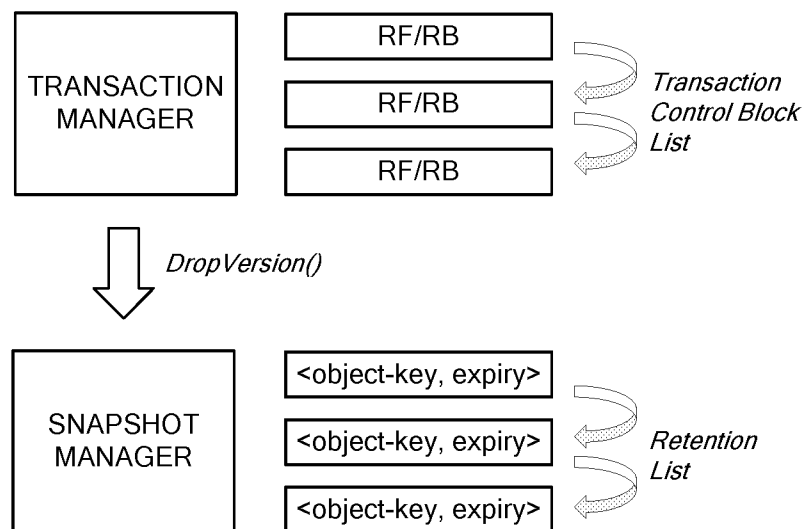 TRANSACTION
MANAGER
RF/RB
RF/RB
RF/RB
Transaction
Control Block
List
DropVersion()
SNAPSHOT
MANAGER
<object-key, expiry>
<object-key, expiry>
<object-key, expiry>
Retention
List